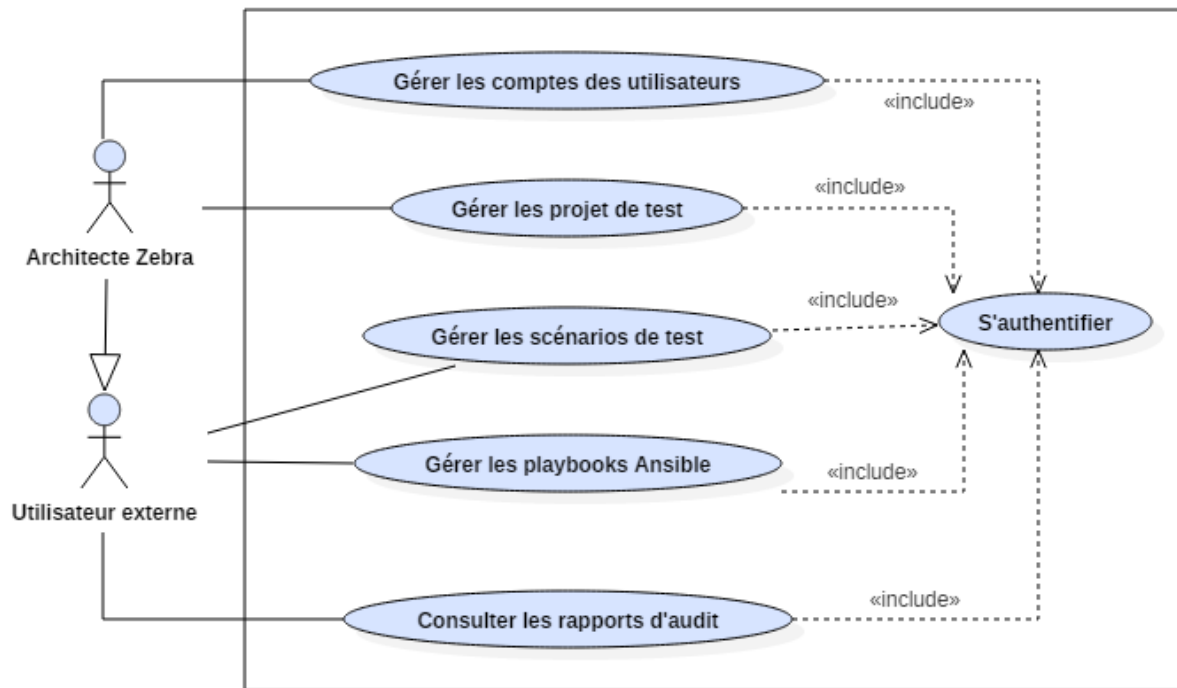 Gérer les comptes des utilisateurs
«include»
Architecte Zebra
Gérer les projet de test
«include»
Gérer les scénarios de test
«include»
S'authentifier
Utilisateur externe
Gérer les playbooks Ansible
«include»
Consulter les rapports d'audit
«include»